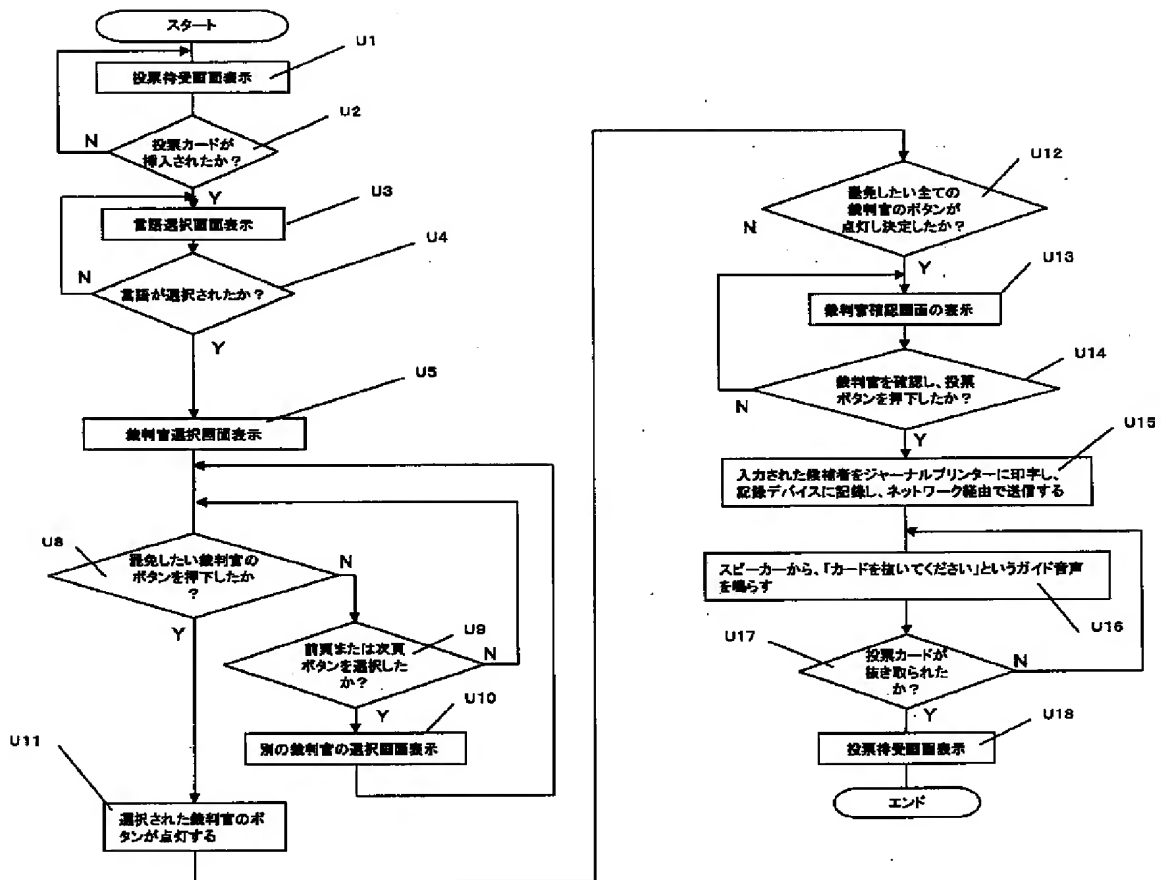 スタート
U1
投票待受画面表示
U2
投票カードが
挿入されたか？
N
Y
U3
言語選択画面表示
U4
N
言語が選択されたか？
Y
U5
裁判官選択画面表示
U8
罷免したい裁判官の
ボタンを押下したか
？
N
Y
U9
前頁または次頁
ボタンを選択した
か？
N
Y
U10
別の裁判官の選択画面表示
U11
選択された裁判官のボ
タンが点灯する
U12
罷免したい全ての
裁判官のボタンが
点灯し決定したか？
N
Y
U13
裁判官確認画面の表示
U14
裁判官を確認し、投票
ボタンを押下したか？
N
Y
U15
入力された候補者をジャーナルプリンターに印字し、
記録デバイスに記録し、ネットワーク経由で送信する
スピーカーから、「カードを抜いてください」というガイド音声
を鳴らす
U16
U17
投票カードが
抜き取られた
か？
N
Y
U18
投票待受画面表示
エンド